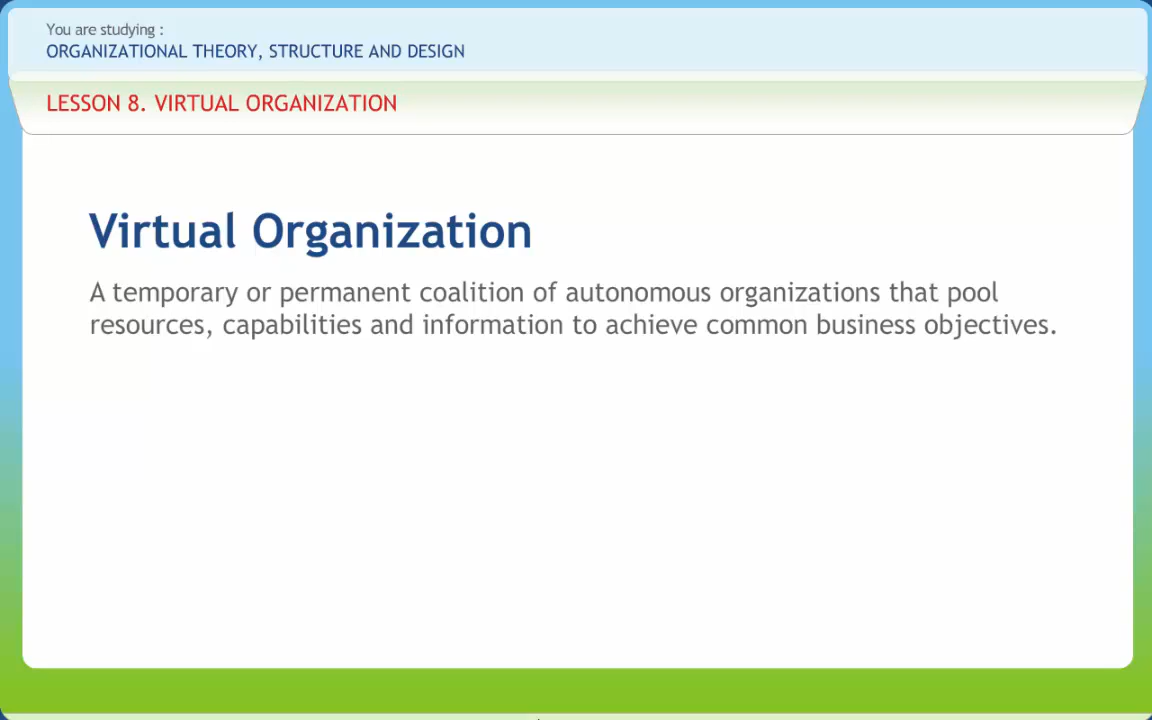 You are studying :
ORGANIZATIONAL THEORY, STRUCTURE AND DESIGN
LESSON 8. VIRTUAL ORGANIZATION
Virtual Organization
A temporary or permanent coalition of autonomous organizations that pool
resources, capabilities and information to achieve common business objectives.